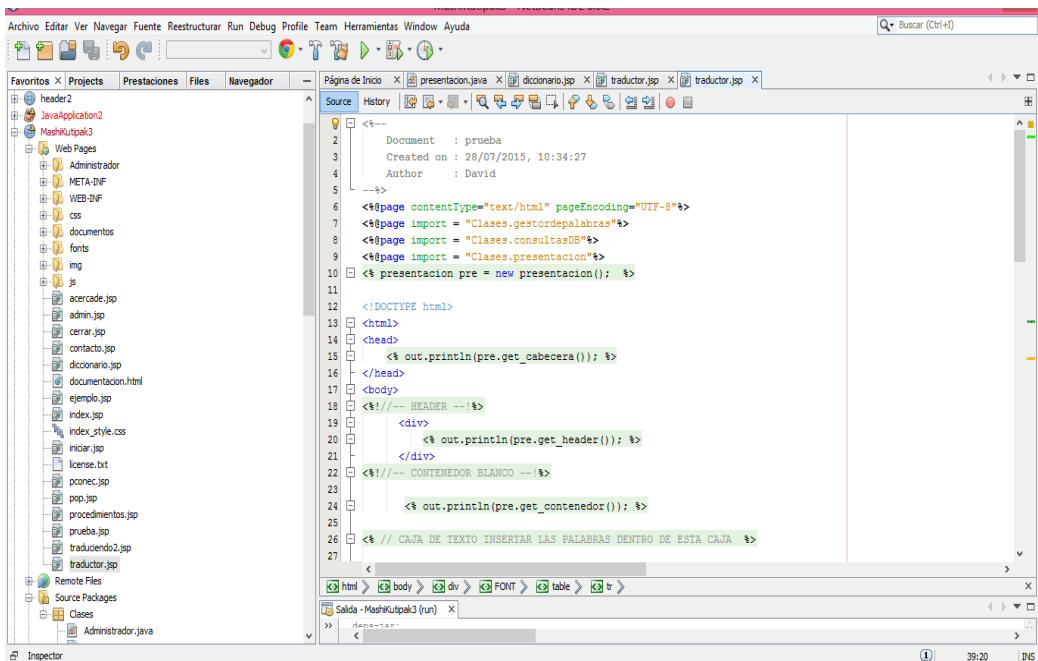 Archivo Editar Ver Navegar Fuente Reestructurar Run Debug Profile Team Herramientas Window Ayuda
Buscar (Ctrl+I)
Favoritos Projects Prestaciones Files Navegador
header2
JavaApplication2
MashiKutipak3
Web Pages
Administrador
META-INF
WEB-INF
css
documentos
fonts
img
js
acercade.jsp
admin.jsp
cerrar.jsp
contacto.jsp
diccionario.jsp
documentacion.html
ejemplo.jsp
index.jsp
index_style.css
iniciar.jsp
license.txt
pconec.jsp
pop.jsp
procedimientos.jsp
prueba.jsp
traduciendo2.jsp
traductor.jsp
Remote Files
Source Packages
Clases
Administrador.java
Página de Inicio presentacion.java diccionario.jsp traductor.jsp traductor.jsp
Source History
<%--
2 Document : prueba
3 Created on : 28/07/2015, 10:34:27
4 Author : David
5 --%>
6 <%@page contentType="text/html" pageEncoding="UTF-8"%>
7 <%@page import = "Clases.gestordepalabras"%>
8 <%@page import = "Clases.consultasDB"%>
9 <%@page import = "Clases.presentacion"%>
10 <% presentacion pre = new presentacion(); %>
11
12 <!DOCTYPE html>
13 <html>
14 <head>
15 <% out.println(pre.get_cabecera()); %>
16 </head>
17 <body>
18 <%!//-- HEADER --!%>
19 <div>
20 <% out.println(pre.get_header()); %>
21 </div>
22 <%!//-- CONTENEDOR BLANCO --!%>
23
24 <% out.println(pre.get_contenedor()); %>
25
26 <% // CAJA DE TEXTO INSERTAR LAS PALABRAS DENTRO DE ESTA CAJA %>
27
html body div FONT table tr
Salida - MashiKutipak3 (run)
Inspector
1 39:20 INS